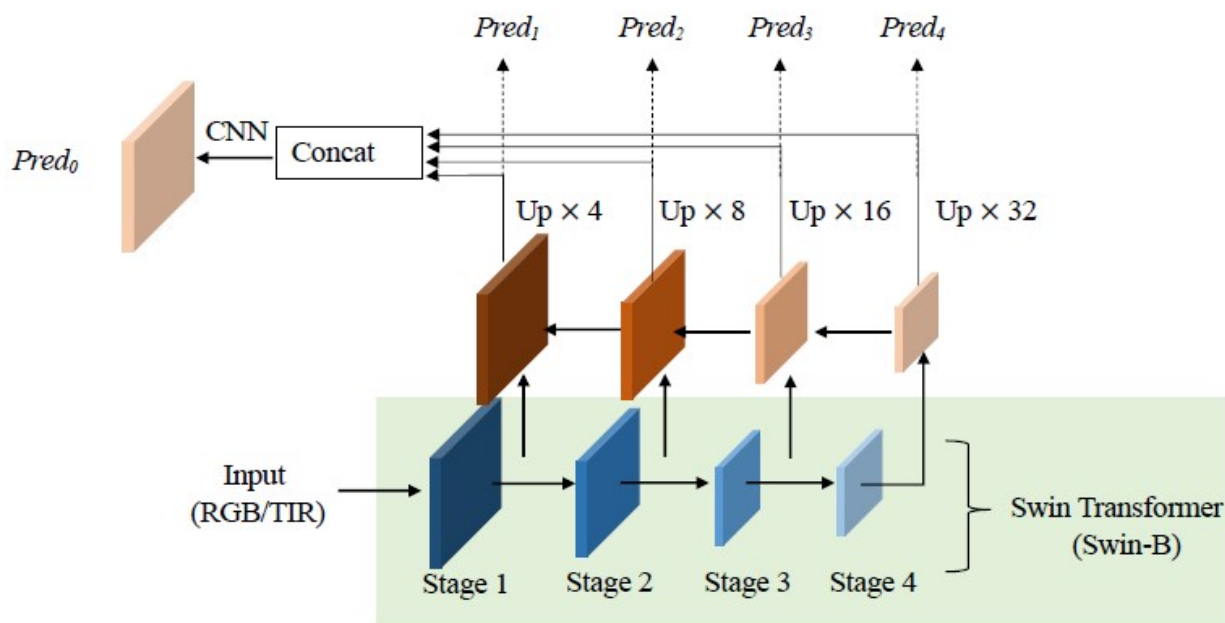 Pred₁ Pred₂ Pred₃ Pred₄
CNN
Concat
Pred₀
Up × 4 Up × 8 Up × 16 Up × 32
Input
(RGB/TIR)
Swin Transformer
(Swin-B)
Stage 1 Stage 2 Stage 3 Stage 4